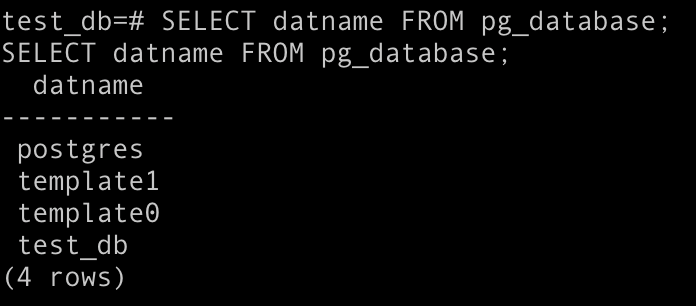 test_db=# SELECT datname FROM pg_database;
SELECT datname FROM pg_database;
  datname
-----------
 postgres
 template1
 template0
 test_db
(4 rows)